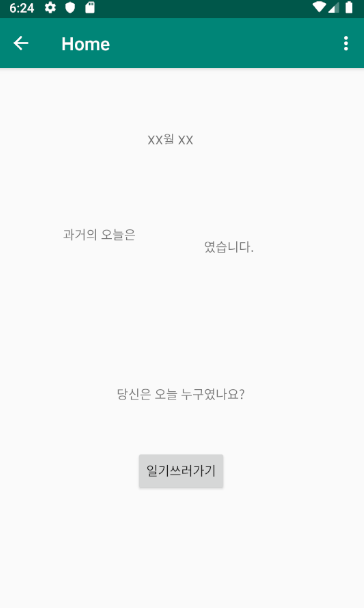 6:24
Home
XX월 XX
과거의 오늘은
였습니다.
당신은 오늘 누구였나요?
일기쓰러가기